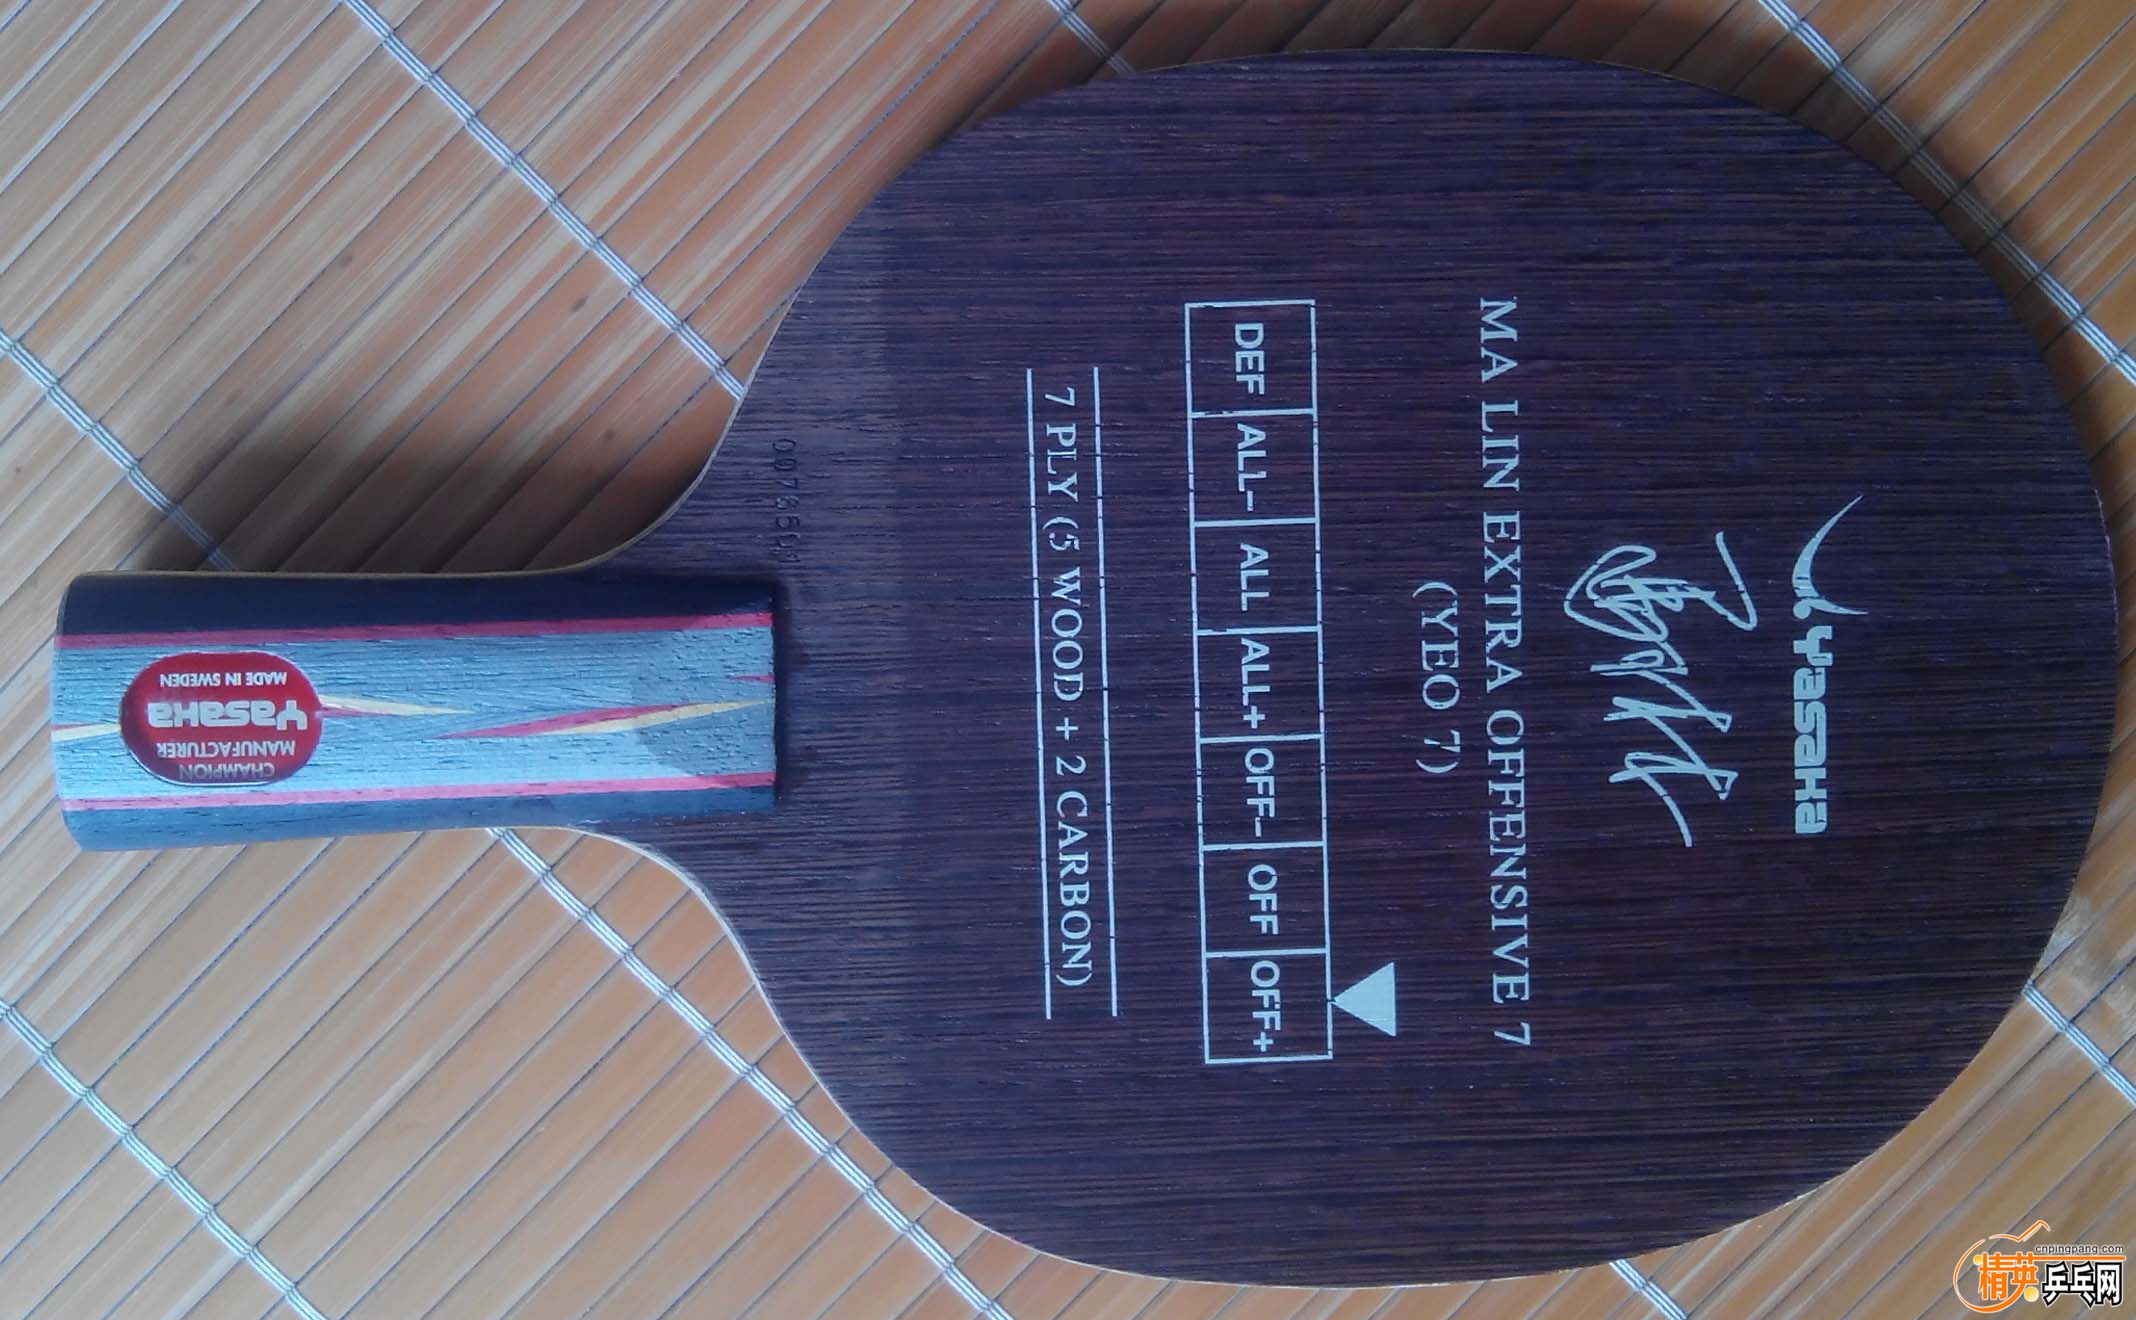 Yasaka
MA LIN EXTRA OFFENSIVE 7
(YEO 7)
DEF ALL- ALL ALL+ OFF- OFF OFF+
7 PLY (5 WOOD + 2 CARBON)
CHAMPION
MANUFACTURER
Yasaka
MADE IN SWEDEN
cnpingpang.com
精英乒乓网